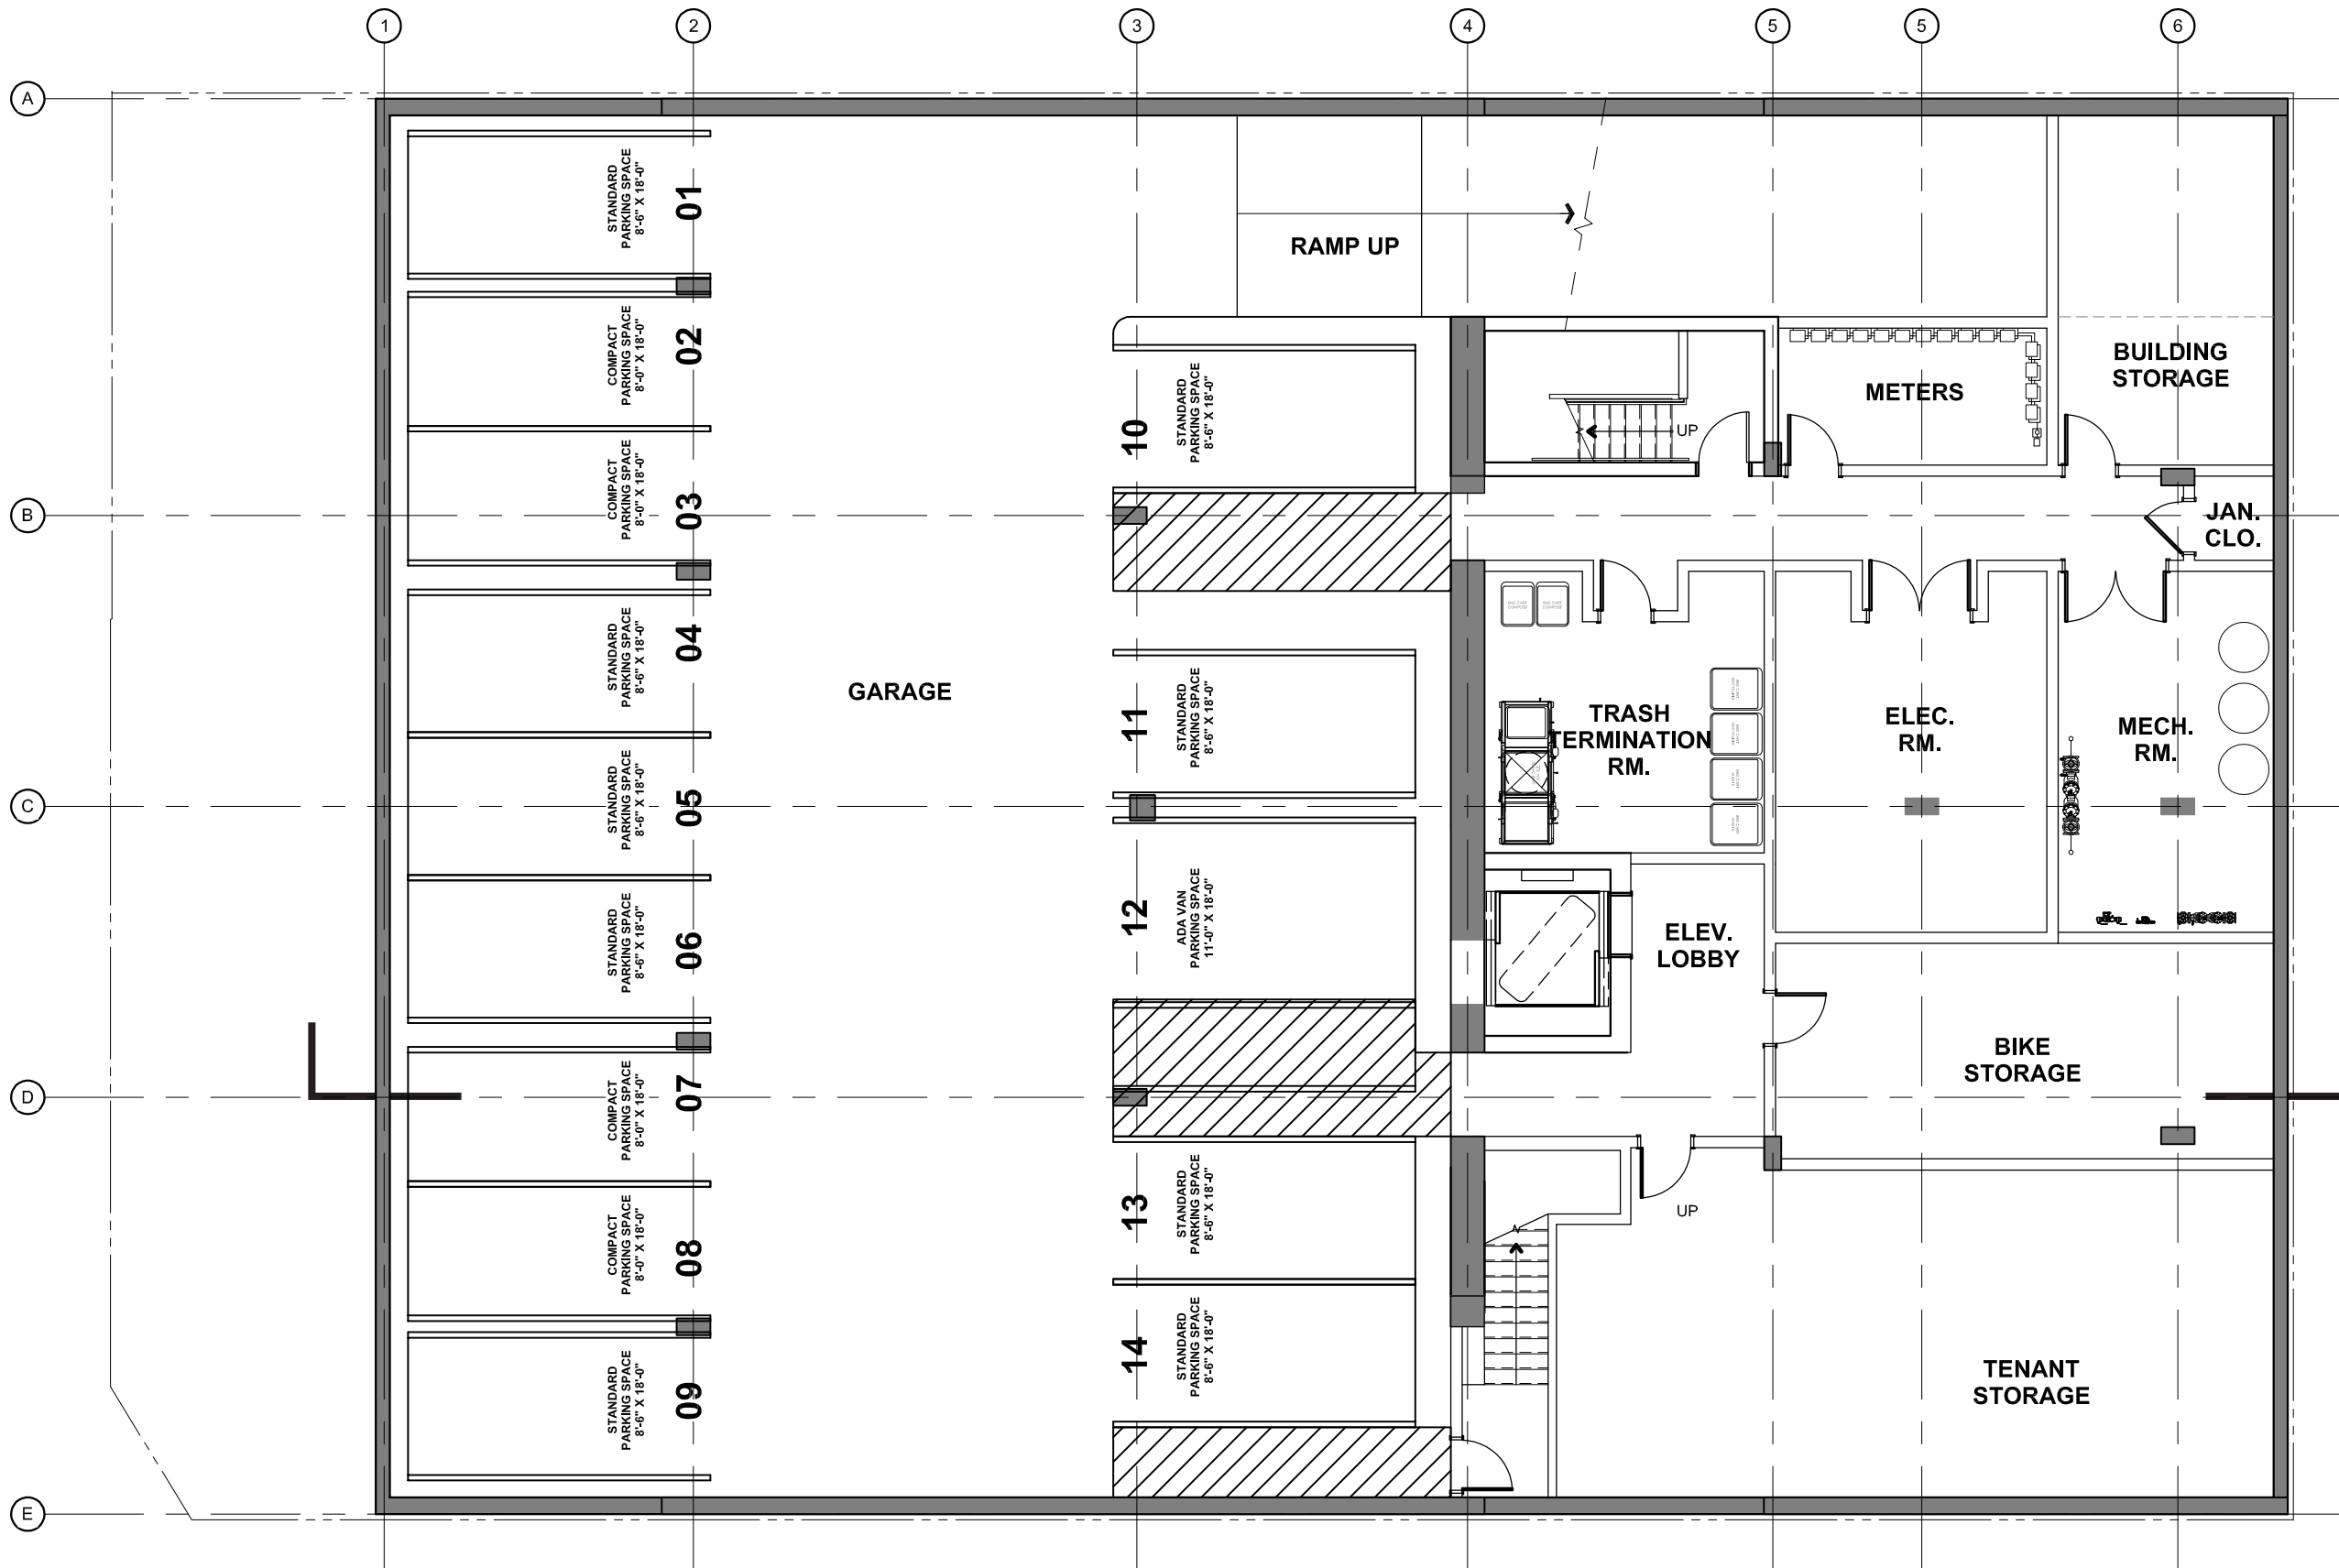 1
2
3
4
5
5
6
A
B
C
D
E
STANDARD
PARKING SPACE
8'-6" X 18'-0"
01
COMPACT
PARKING SPACE
8'-0" X 18'-0"
02
COMPACT
PARKING SPACE
8'-0" X 18'-0"
03
STANDARD
PARKING SPACE
8'-6" X 18'-0"
04
STANDARD
PARKING SPACE
8'-6" X 18'-0"
05
STANDARD
PARKING SPACE
8'-6" X 18'-0"
06
COMPACT
PARKING SPACE
8'-0" X 18'-0"
07
COMPACT
PARKING SPACE
8'-0" X 18'-0"
08
STANDARD
PARKING SPACE
8'-6" X 18'-0"
09
GARAGE
RAMP UP
10
STANDARD
PARKING SPACE
8'-6" X 18'-0"
11
STANDARD
PARKING SPACE
8'-6" X 18'-0"
12
ADA VAN
PARKING SPACE
11'-0" X 18'-0"
13
STANDARD
PARKING SPACE
8'-6" X 18'-0"
14
STANDARD
PARKING SPACE
8'-6" X 18'-0"
UP
METERS
BUILDING
STORAGE
JAN.
CLO.
TRASH
TERMINATION
RM.
ELEC.
RM.
MECH.
RM.
ELEV.
LOBBY
BIKE
STORAGE
UP
TENANT
STORAGE